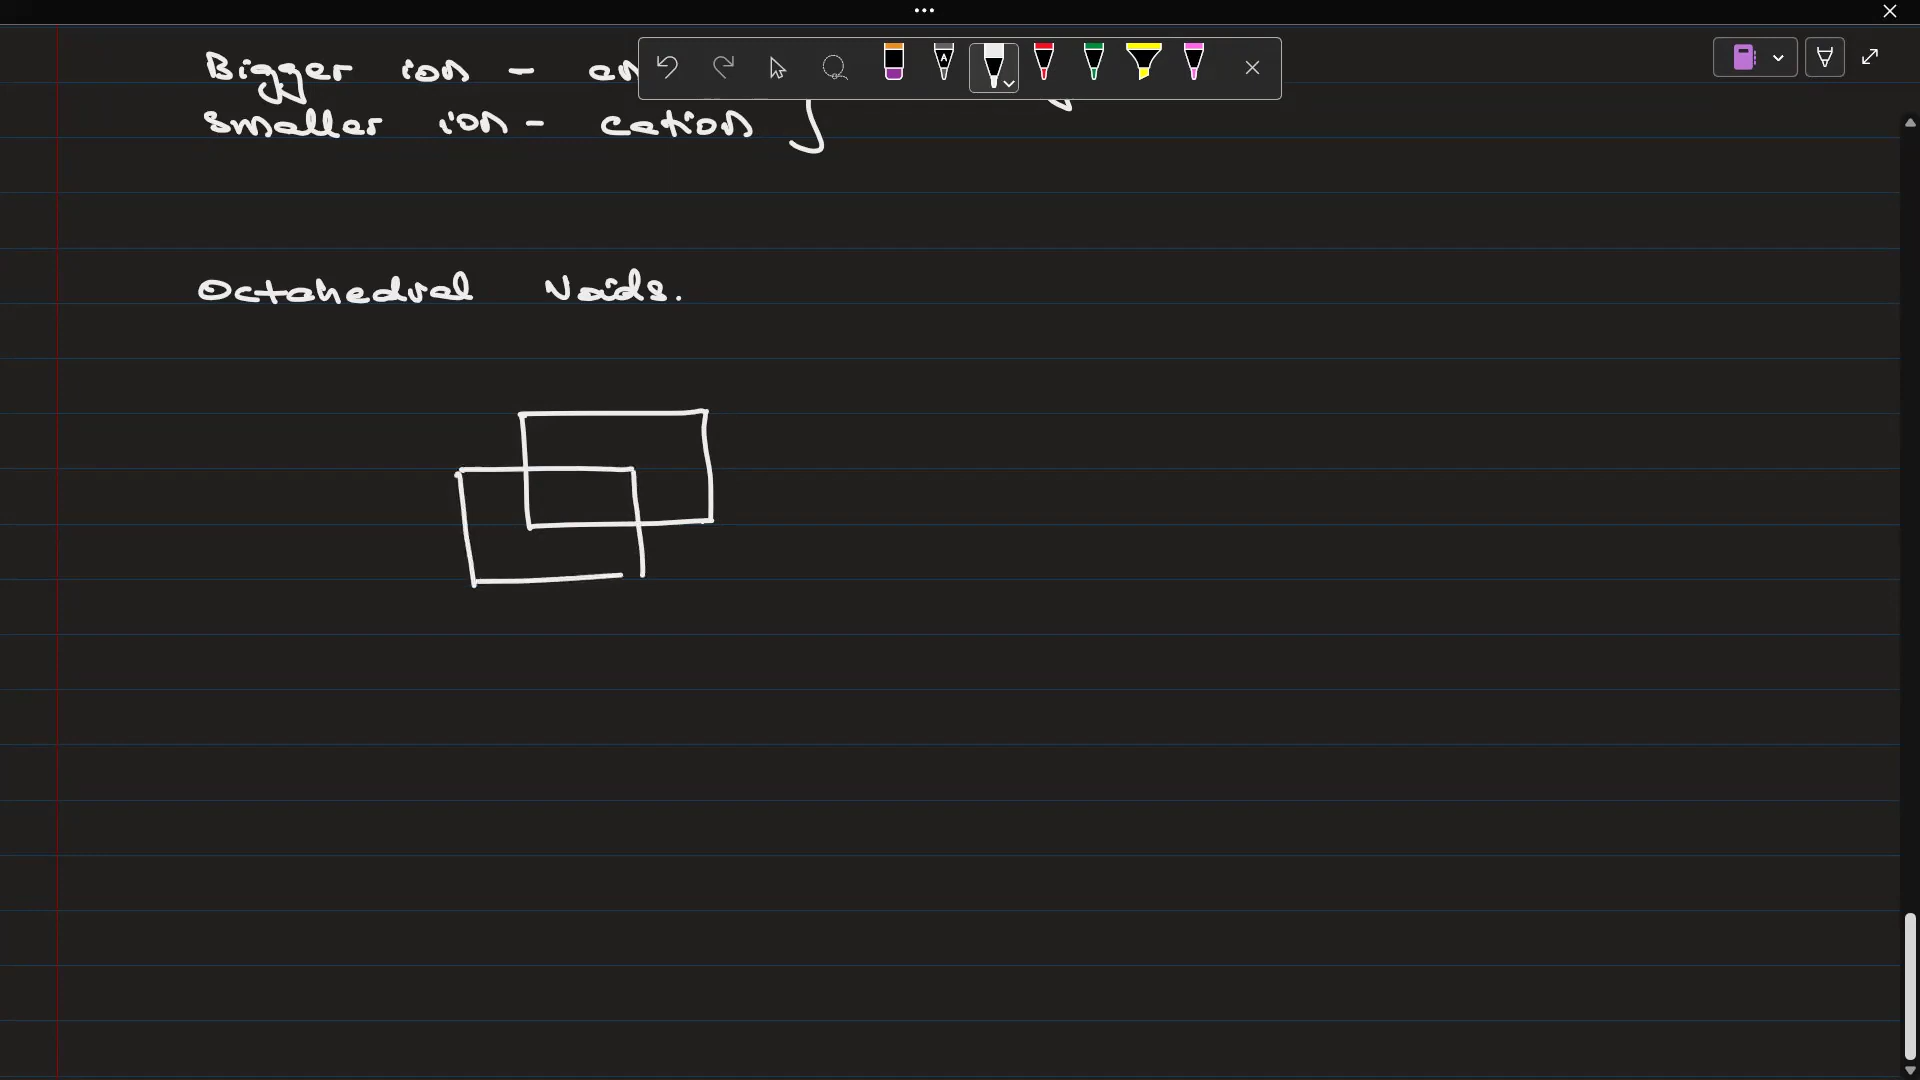 Bigger ion -
Smaller ion - cation
Octahedral Voids.